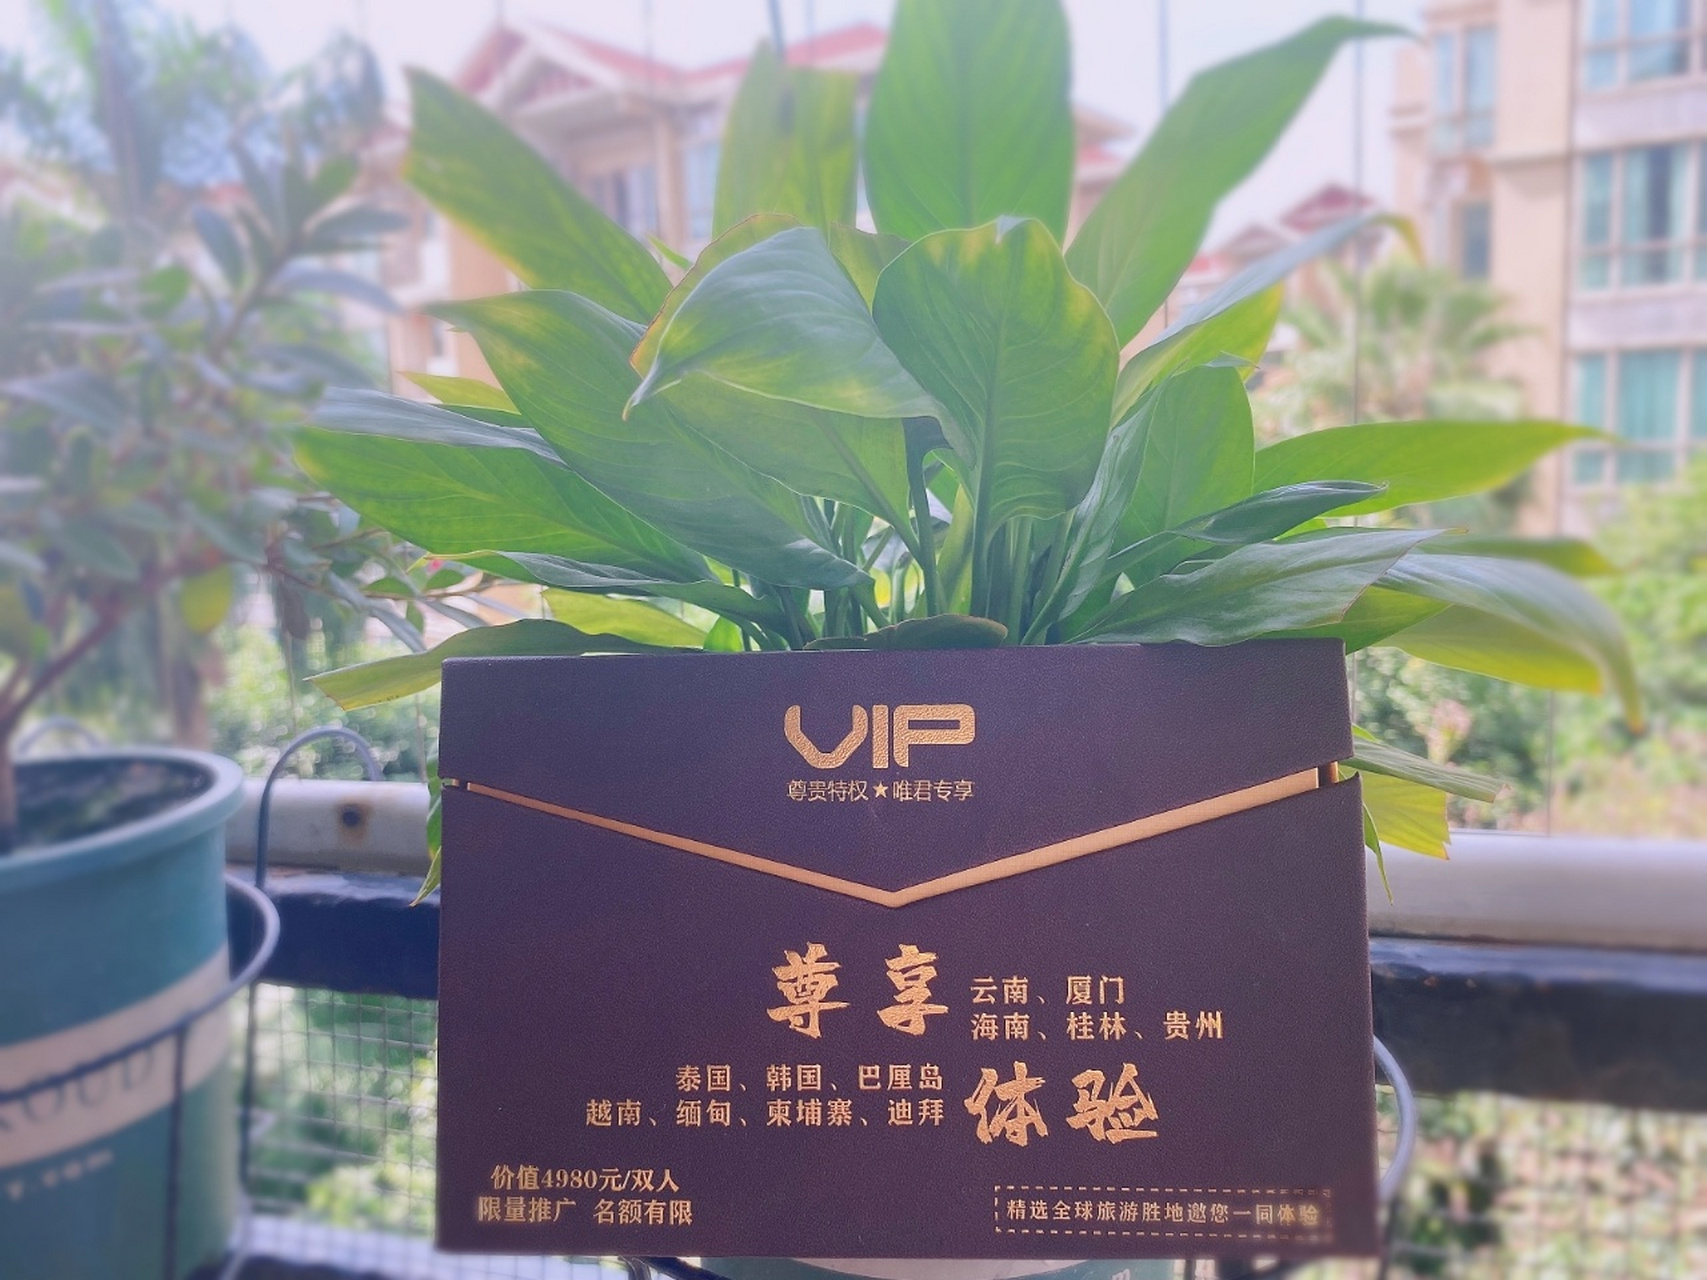 VIP
尊贵特权★唯君专享
尊享
云南、厦门
海南、桂林、贵州
泰国、韩国、巴厘岛
越南、缅甸、柬埔寨、迪拜
体验
价值4980元/双人
限量推广 名额有限
精选全球旅游胜地邀您一同体验